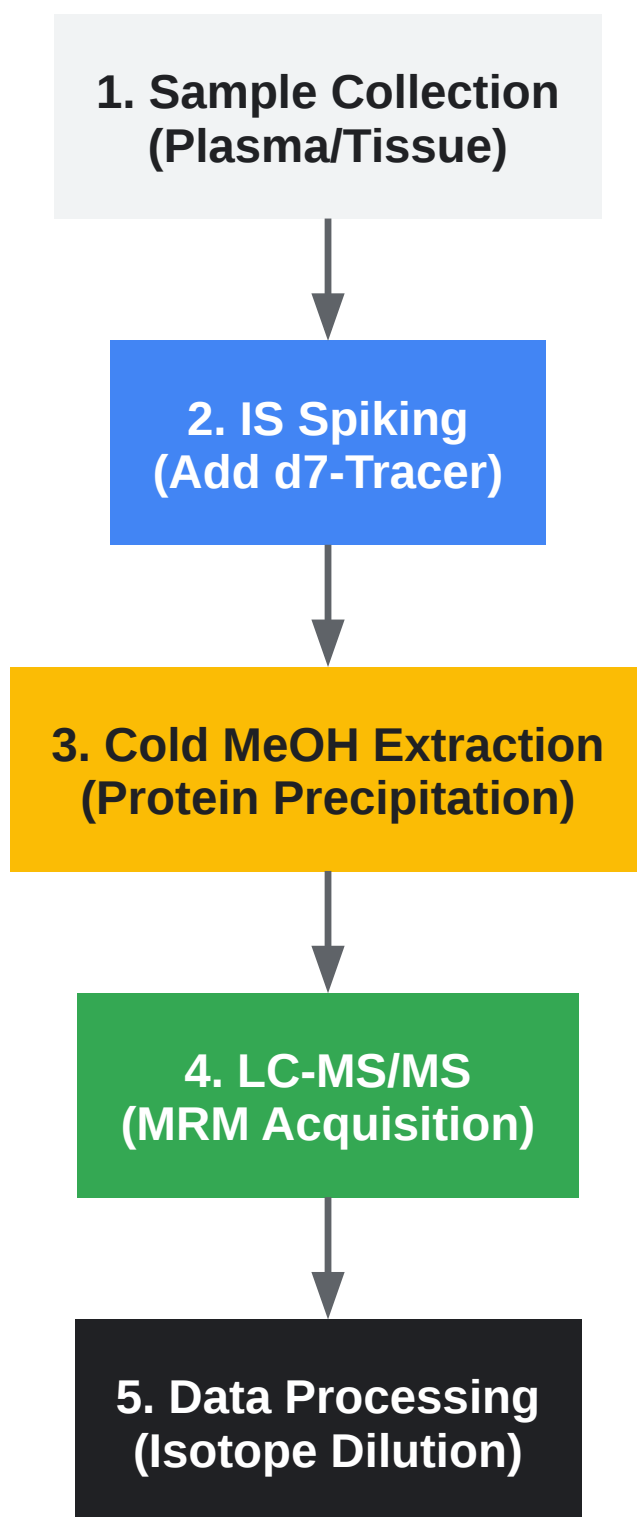 1. Sample Collection
(Plasma/Tissue)
2. IS Spiking
(Add d7-Tracer)
3. Cold MeOH Extraction
(Protein Precipitation)
4. LC-MS/MS
(MRM Acquisition)
5. Data Processing
(Isotope Dilution)